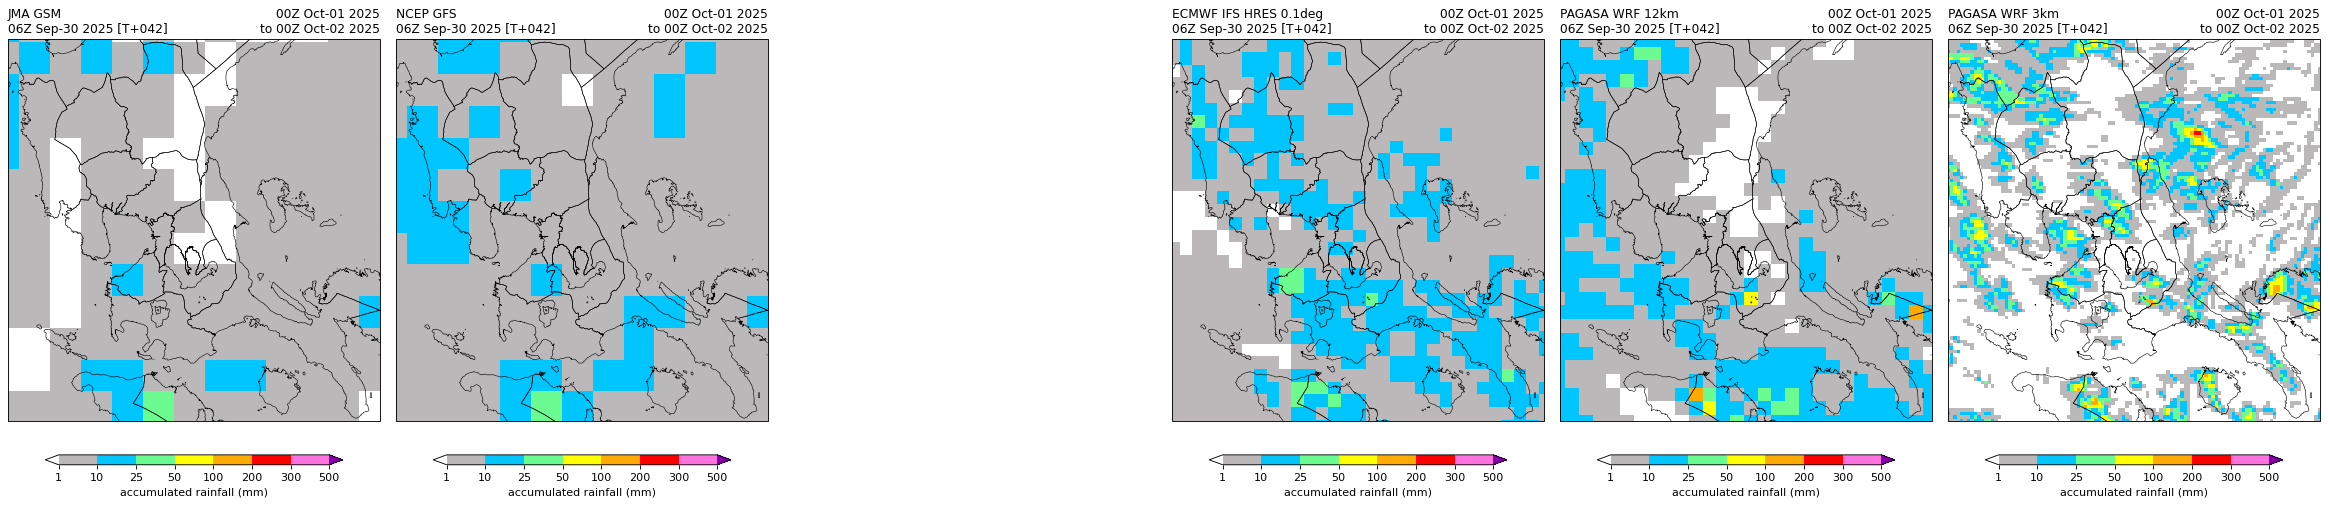 JMA GSM 00Z Oct-01 2025
06Z Sep-30 2025 [T+042] to 00Z Oct-02 2025
1 10 25 50 100 200 300 500
accumulated rainfall (mm)
NCEP GFS 00Z Oct-01 2025
06Z Sep-30 2025 [T+042] to 00Z Oct-02 2025
1 10 25 50 100 200 300 500
accumulated rainfall (mm)
ECMWF IFS HRES 0.1deg 00Z Oct-01 2025
06Z Sep-30 2025 [T+042] to 00Z Oct-02 2025
1 10 25 50 100 200 300 500
accumulated rainfall (mm)
PAGASA WRF 12km 00Z Oct-01 2025
06Z Sep-30 2025 [T+042] to 00Z Oct-02 2025
1 10 25 50 100 200 300 500
accumulated rainfall (mm)
PAGASA WRF 3km 00Z Oct-01 2025
06Z Sep-30 2025 [T+042] to 00Z Oct-02 2025
1 10 25 50 100 200 300 500
accumulated rainfall (mm)